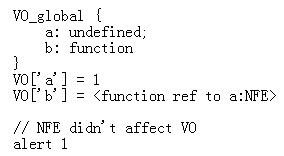 VO_global {
    a: undefined;
    b: function
}
VO['a'] = 1
VO['b'] = <function ref to a:NFE>

// NFE didn't affect VO
alert 1